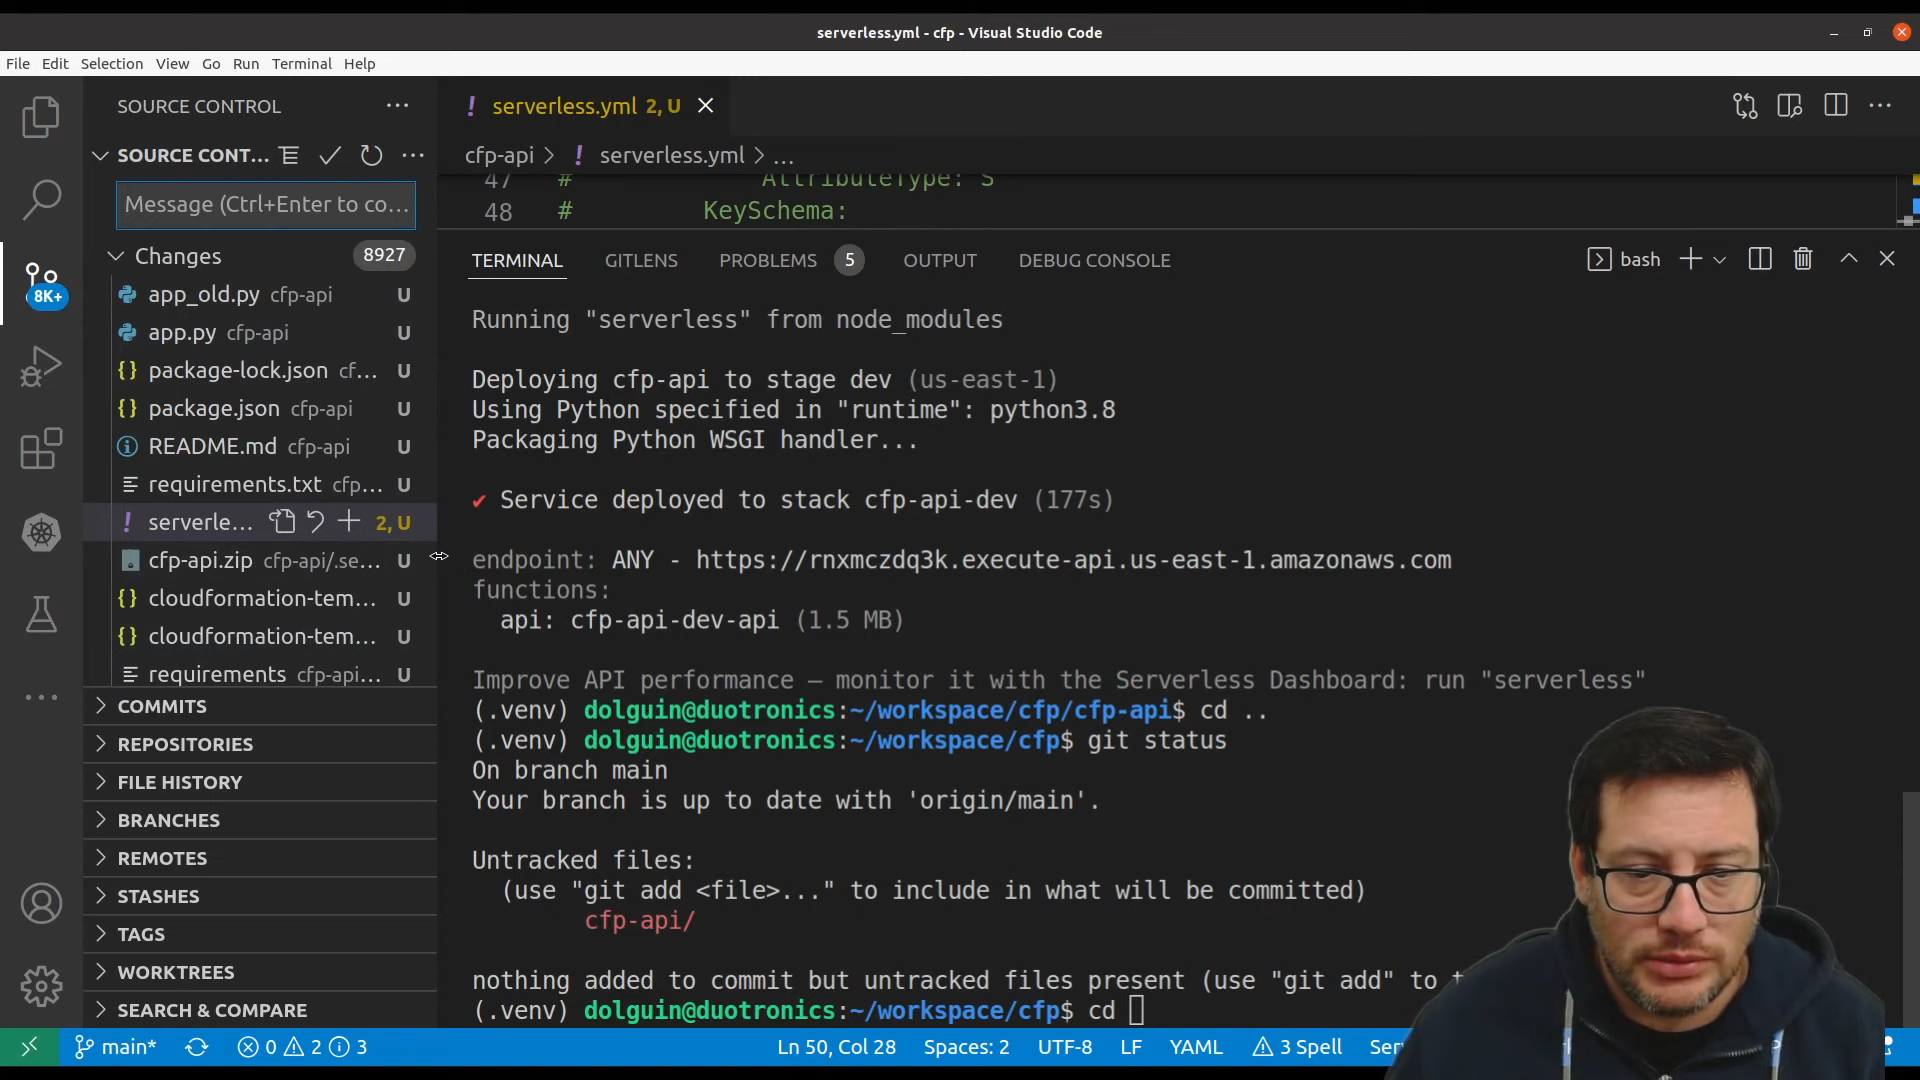 serverless.yml - cfp - Visual Studio Code
File Edit Selection View Go Run Terminal Help
SOURCE CONTROL
SOURCE CONT...
Message (Ctrl+Enter to co...
Changes 8927
8K+
app_old.py cfp-api U
app.py cfp-api U
package-lock.json cf... U
package.json cfp-api U
README.md cfp-api U
requirements.txt cfp... U
serverle... 2, U
cfp-api.zip cfp-api/.se... U
cloudformation-tem... U
cloudformation-tem... U
requirements cfp-api... U
COMMITS
REPOSITORIES
FILE HISTORY
BRANCHES
REMOTES
STASHES
TAGS
WORKTREES
SEARCH & COMPARE
! serverless.yml 2, U
cfp-api > ! serverless.yml > ...
47 # AttributeType: S
48 # KeySchema:
TERMINAL GITLENS PROBLEMS 5 OUTPUT DEBUG CONSOLE bash
Running "serverless" from node_modules
Deploying cfp-api to stage dev (us-east-1)
Using Python specified in "runtime": python3.8
Packaging Python WSGI handler...
✔ Service deployed to stack cfp-api-dev (177s)
endpoint: ANY - https://rnxmczdq3k.execute-api.us-east-1.amazonaws.com
functions:
api: cfp-api-dev-api (1.5 MB)
Improve API performance – monitor it with the Serverless Dashboard: run "serverless"
(.venv) dolguin@duotronics:~/workspace/cfp/cfp-api$ cd ..
(.venv) dolguin@duotronics:~/workspace/cfp$ git status
On branch main
Your branch is up to date with 'origin/main'.
Untracked files:
(use "git add <file>..." to include in what will be committed)
cfp-api/
nothing added to commit but untracked files present (use "git add" to
(.venv) dolguin@duotronics:~/workspace/cfp$ cd
main* 0 2 3 Ln 50, Col 28 Spaces: 2 UTF-8 LF YAML 3 Spell